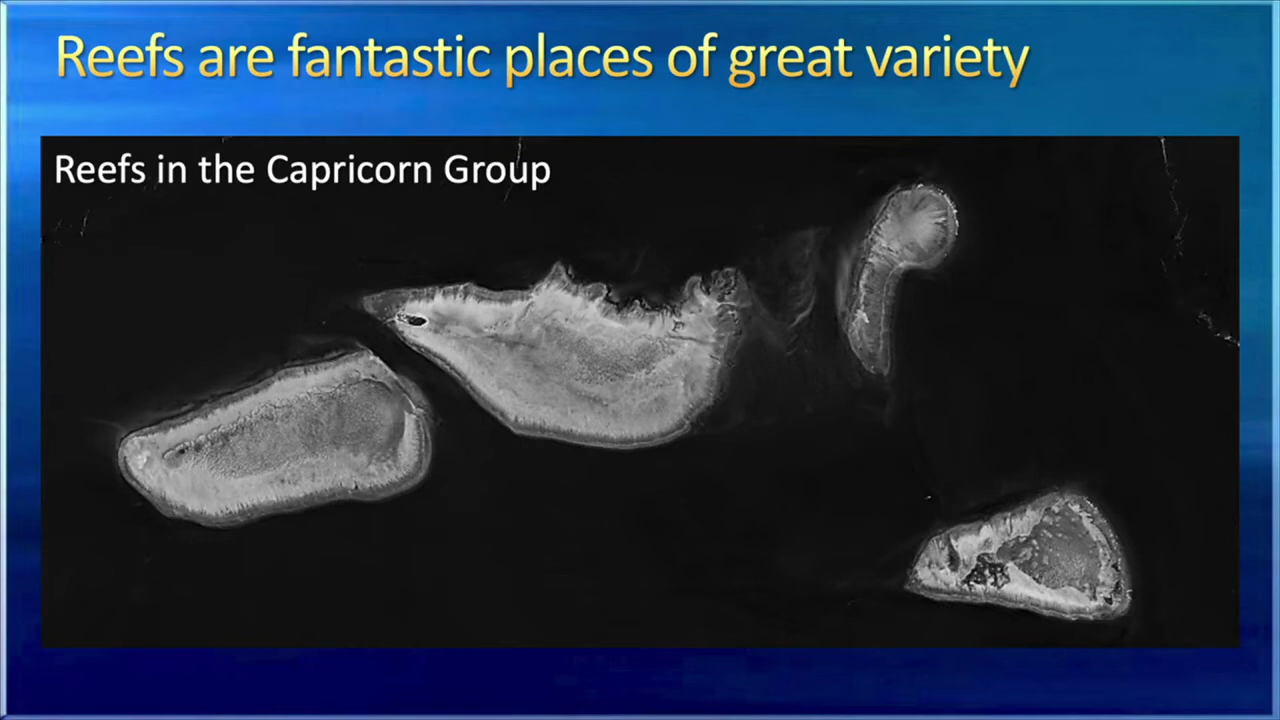 Reefs are fantastic places of great variety
Reefs in the Capricorn Group